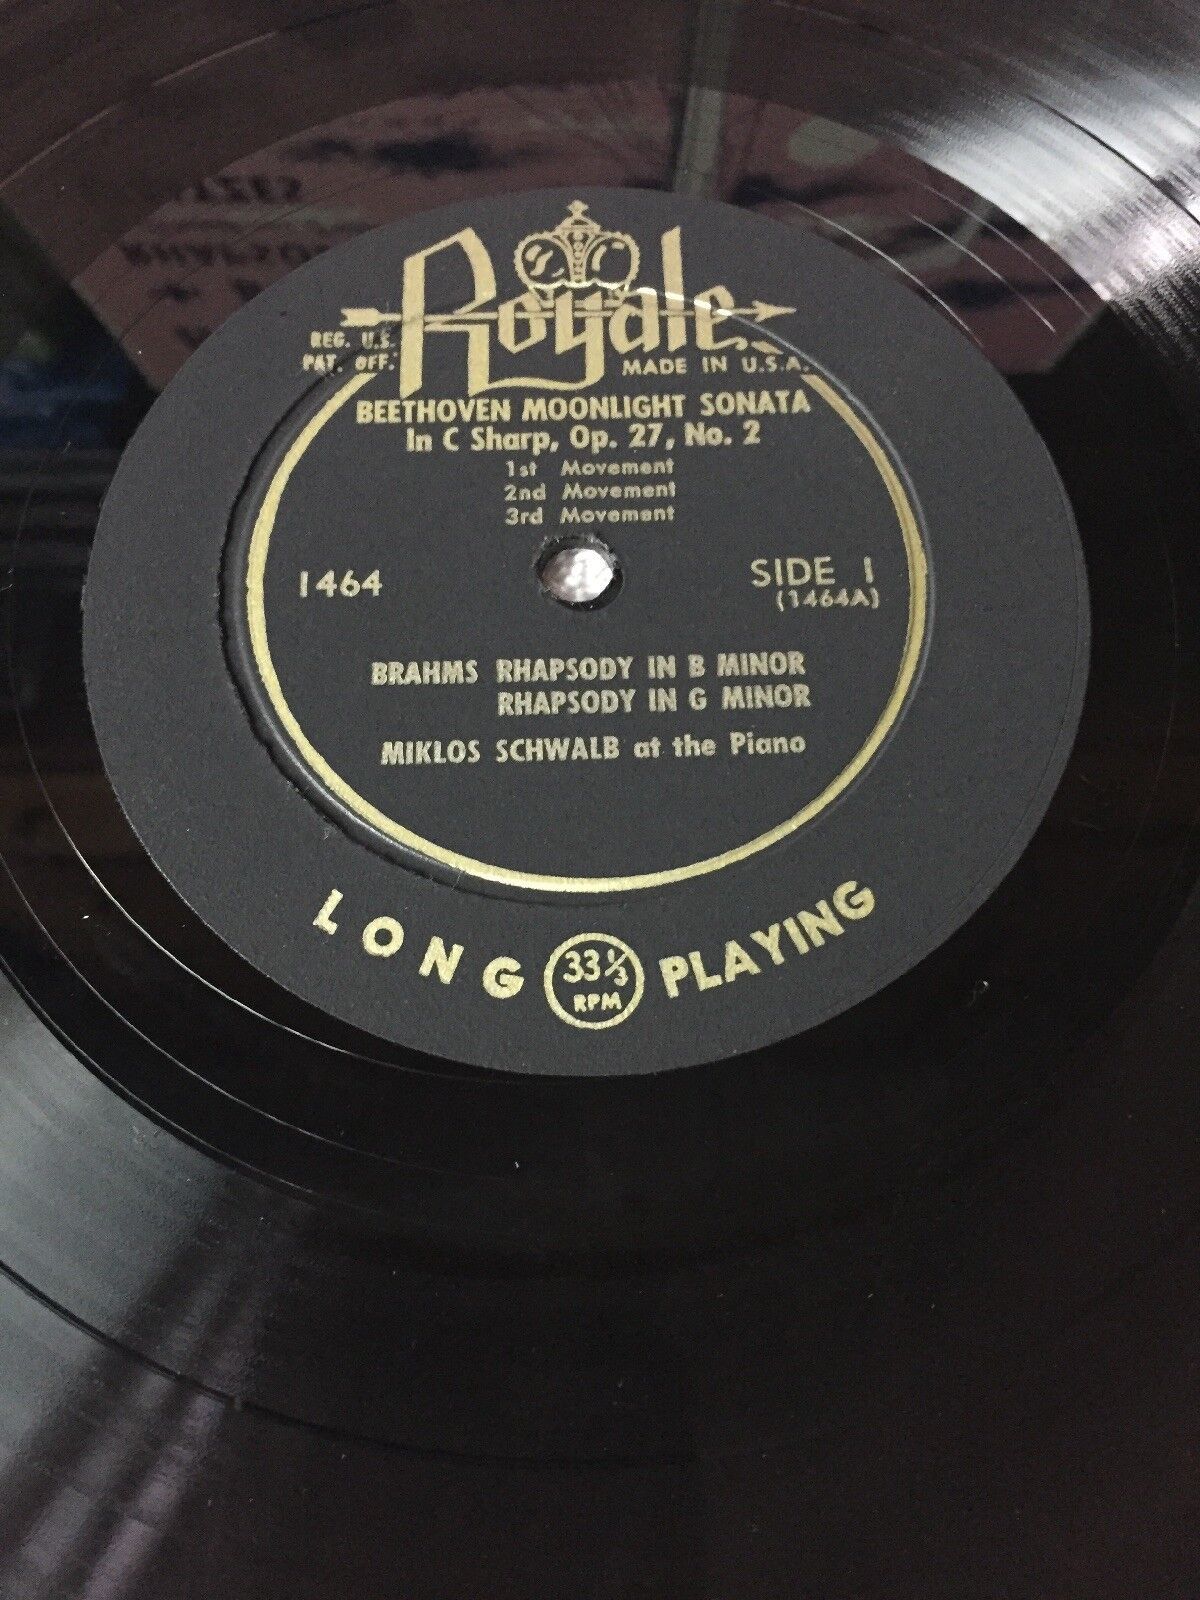 RHAPSO
Royale
REG. U.S.
PAT. OFF.
MADE IN U.S.A.
BEETHOVEN MOONLIGHT SONATA
In C Sharp, Op. 27, No. 2
1st Movement
2nd Movement
3rd Movement
1464
SIDE 1
(1464A)
BRAHMS RHAPSODY IN B MINOR
RHAPSODY IN G MINOR
MIKLOS SCHWALB at the Piano
LONG 33⅓ RPM PLAYING